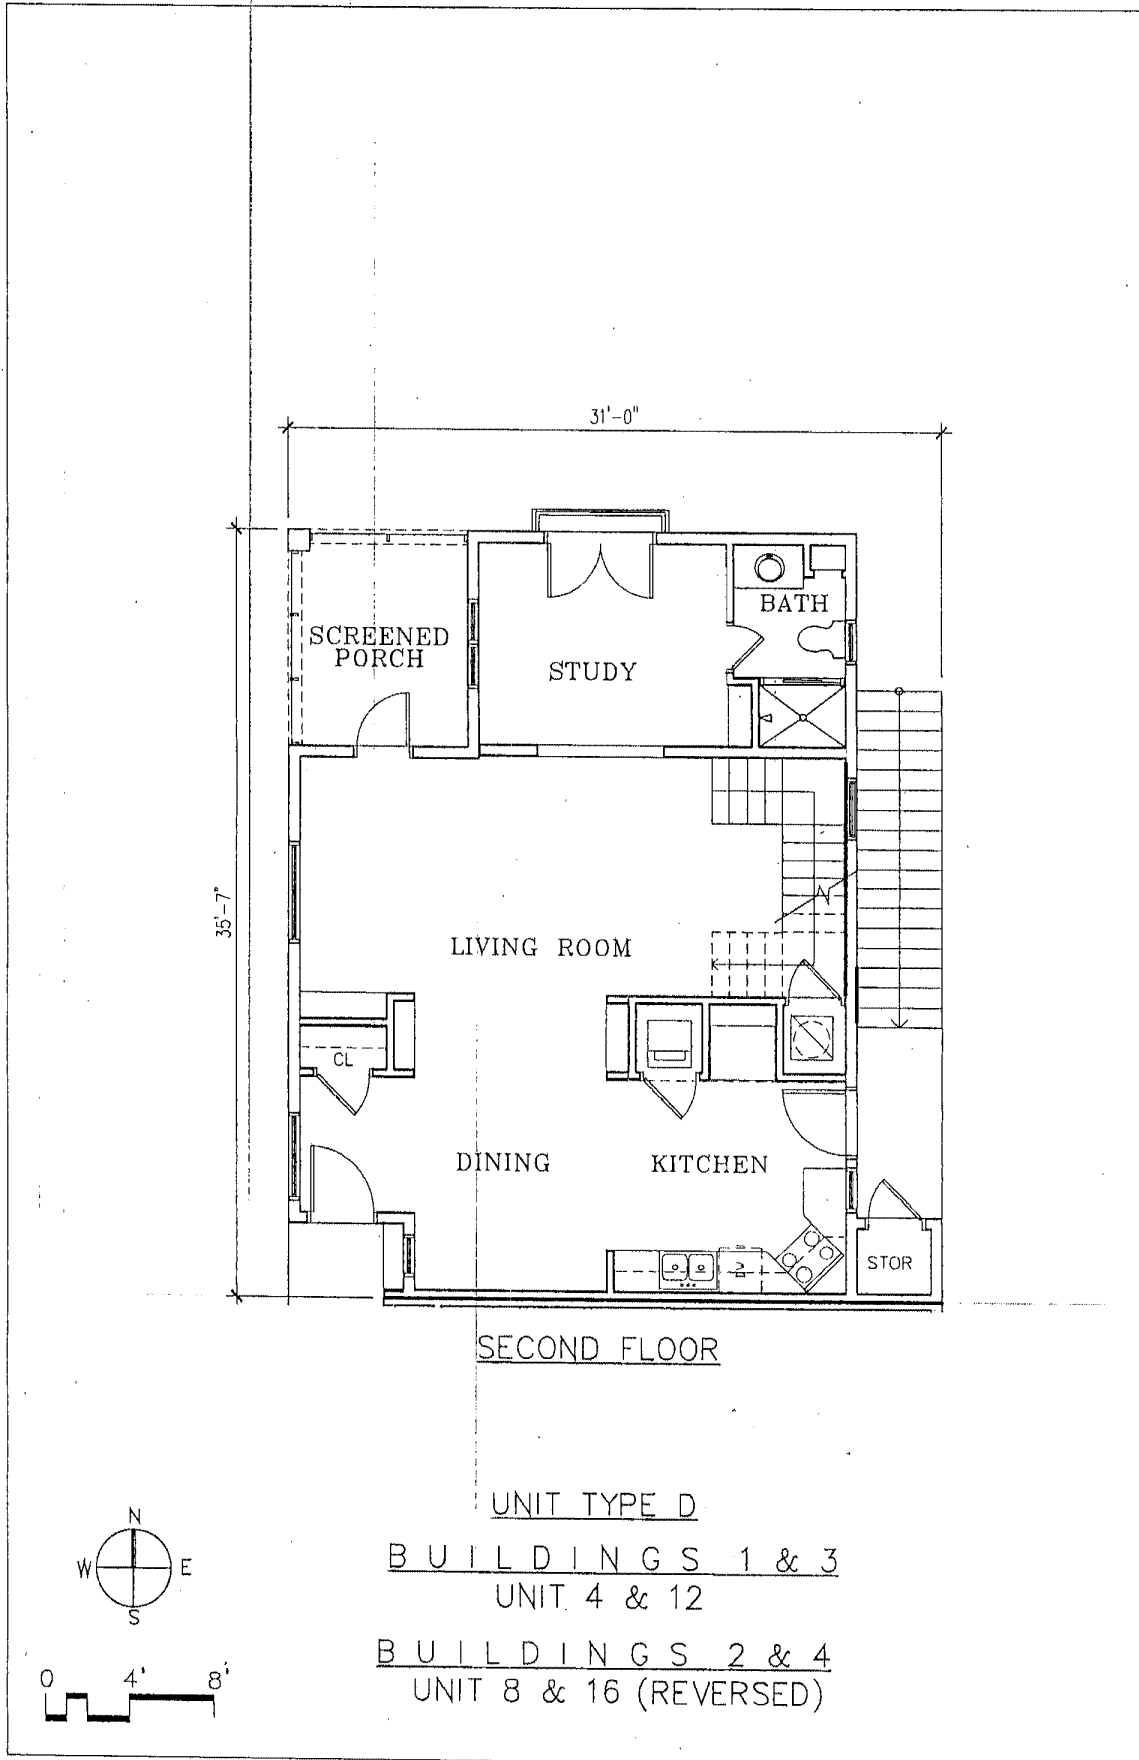 31'-0"
35'-7"
SCREENED
PORCH
STUDY
BATH
LIVING ROOM
CL
DINING
KITCHEN
STOR
SECOND FLOOR
UNIT TYPE D
BUILDINGS 1 & 3
UNIT 4 & 12
BUILDINGS 2 & 4
UNIT 8 & 16 (REVERSED)
N
W E
S
0 4' 8'